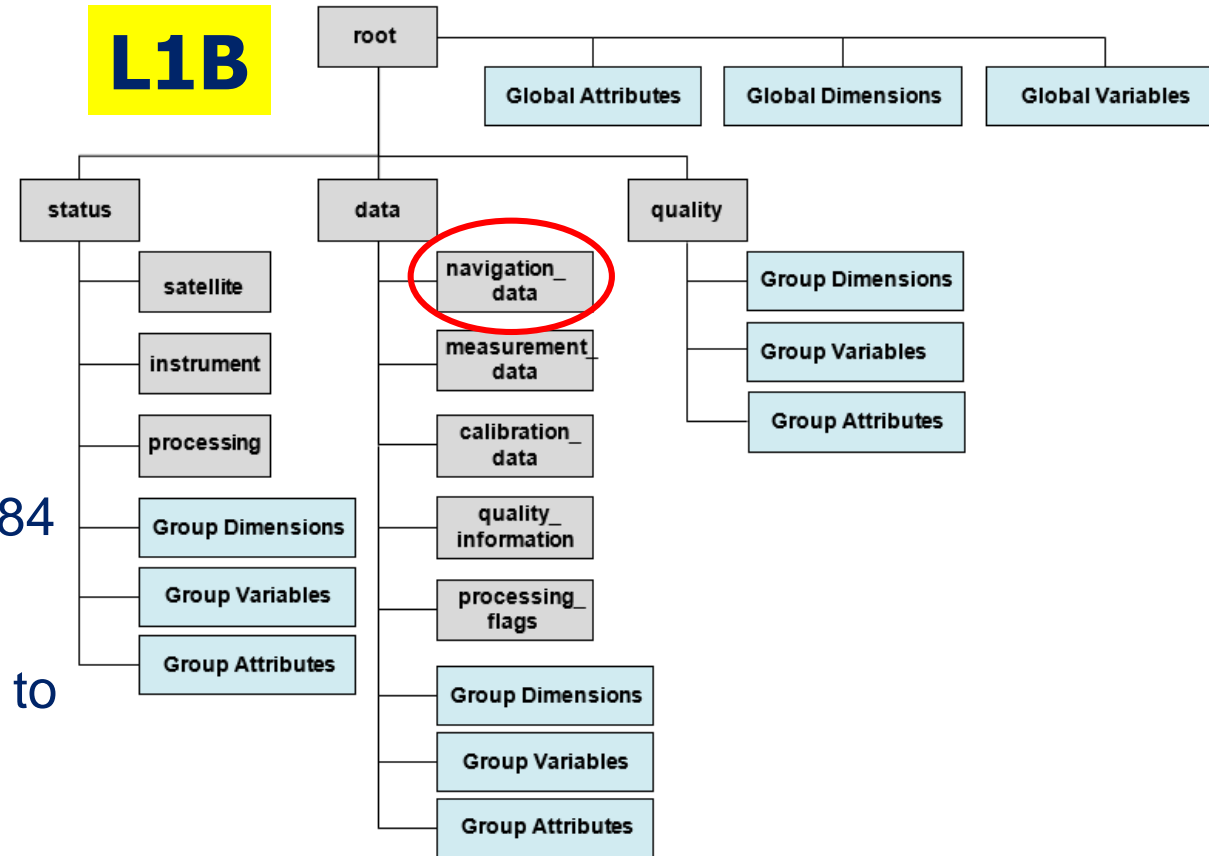 L1B
root
Global Attributes
Global Dimensions
Global Variables
status
data
quality
satellite
instrument
processing
Group Dimensions
Group Variables
Group Attributes
navigation_
data
measurement_
data
calibration_
data
quality_
information
processing_
flags
Group Dimensions
Group Variables
Group Attributes
Group Dimensions
Group Variables
Group Attributes
84
to